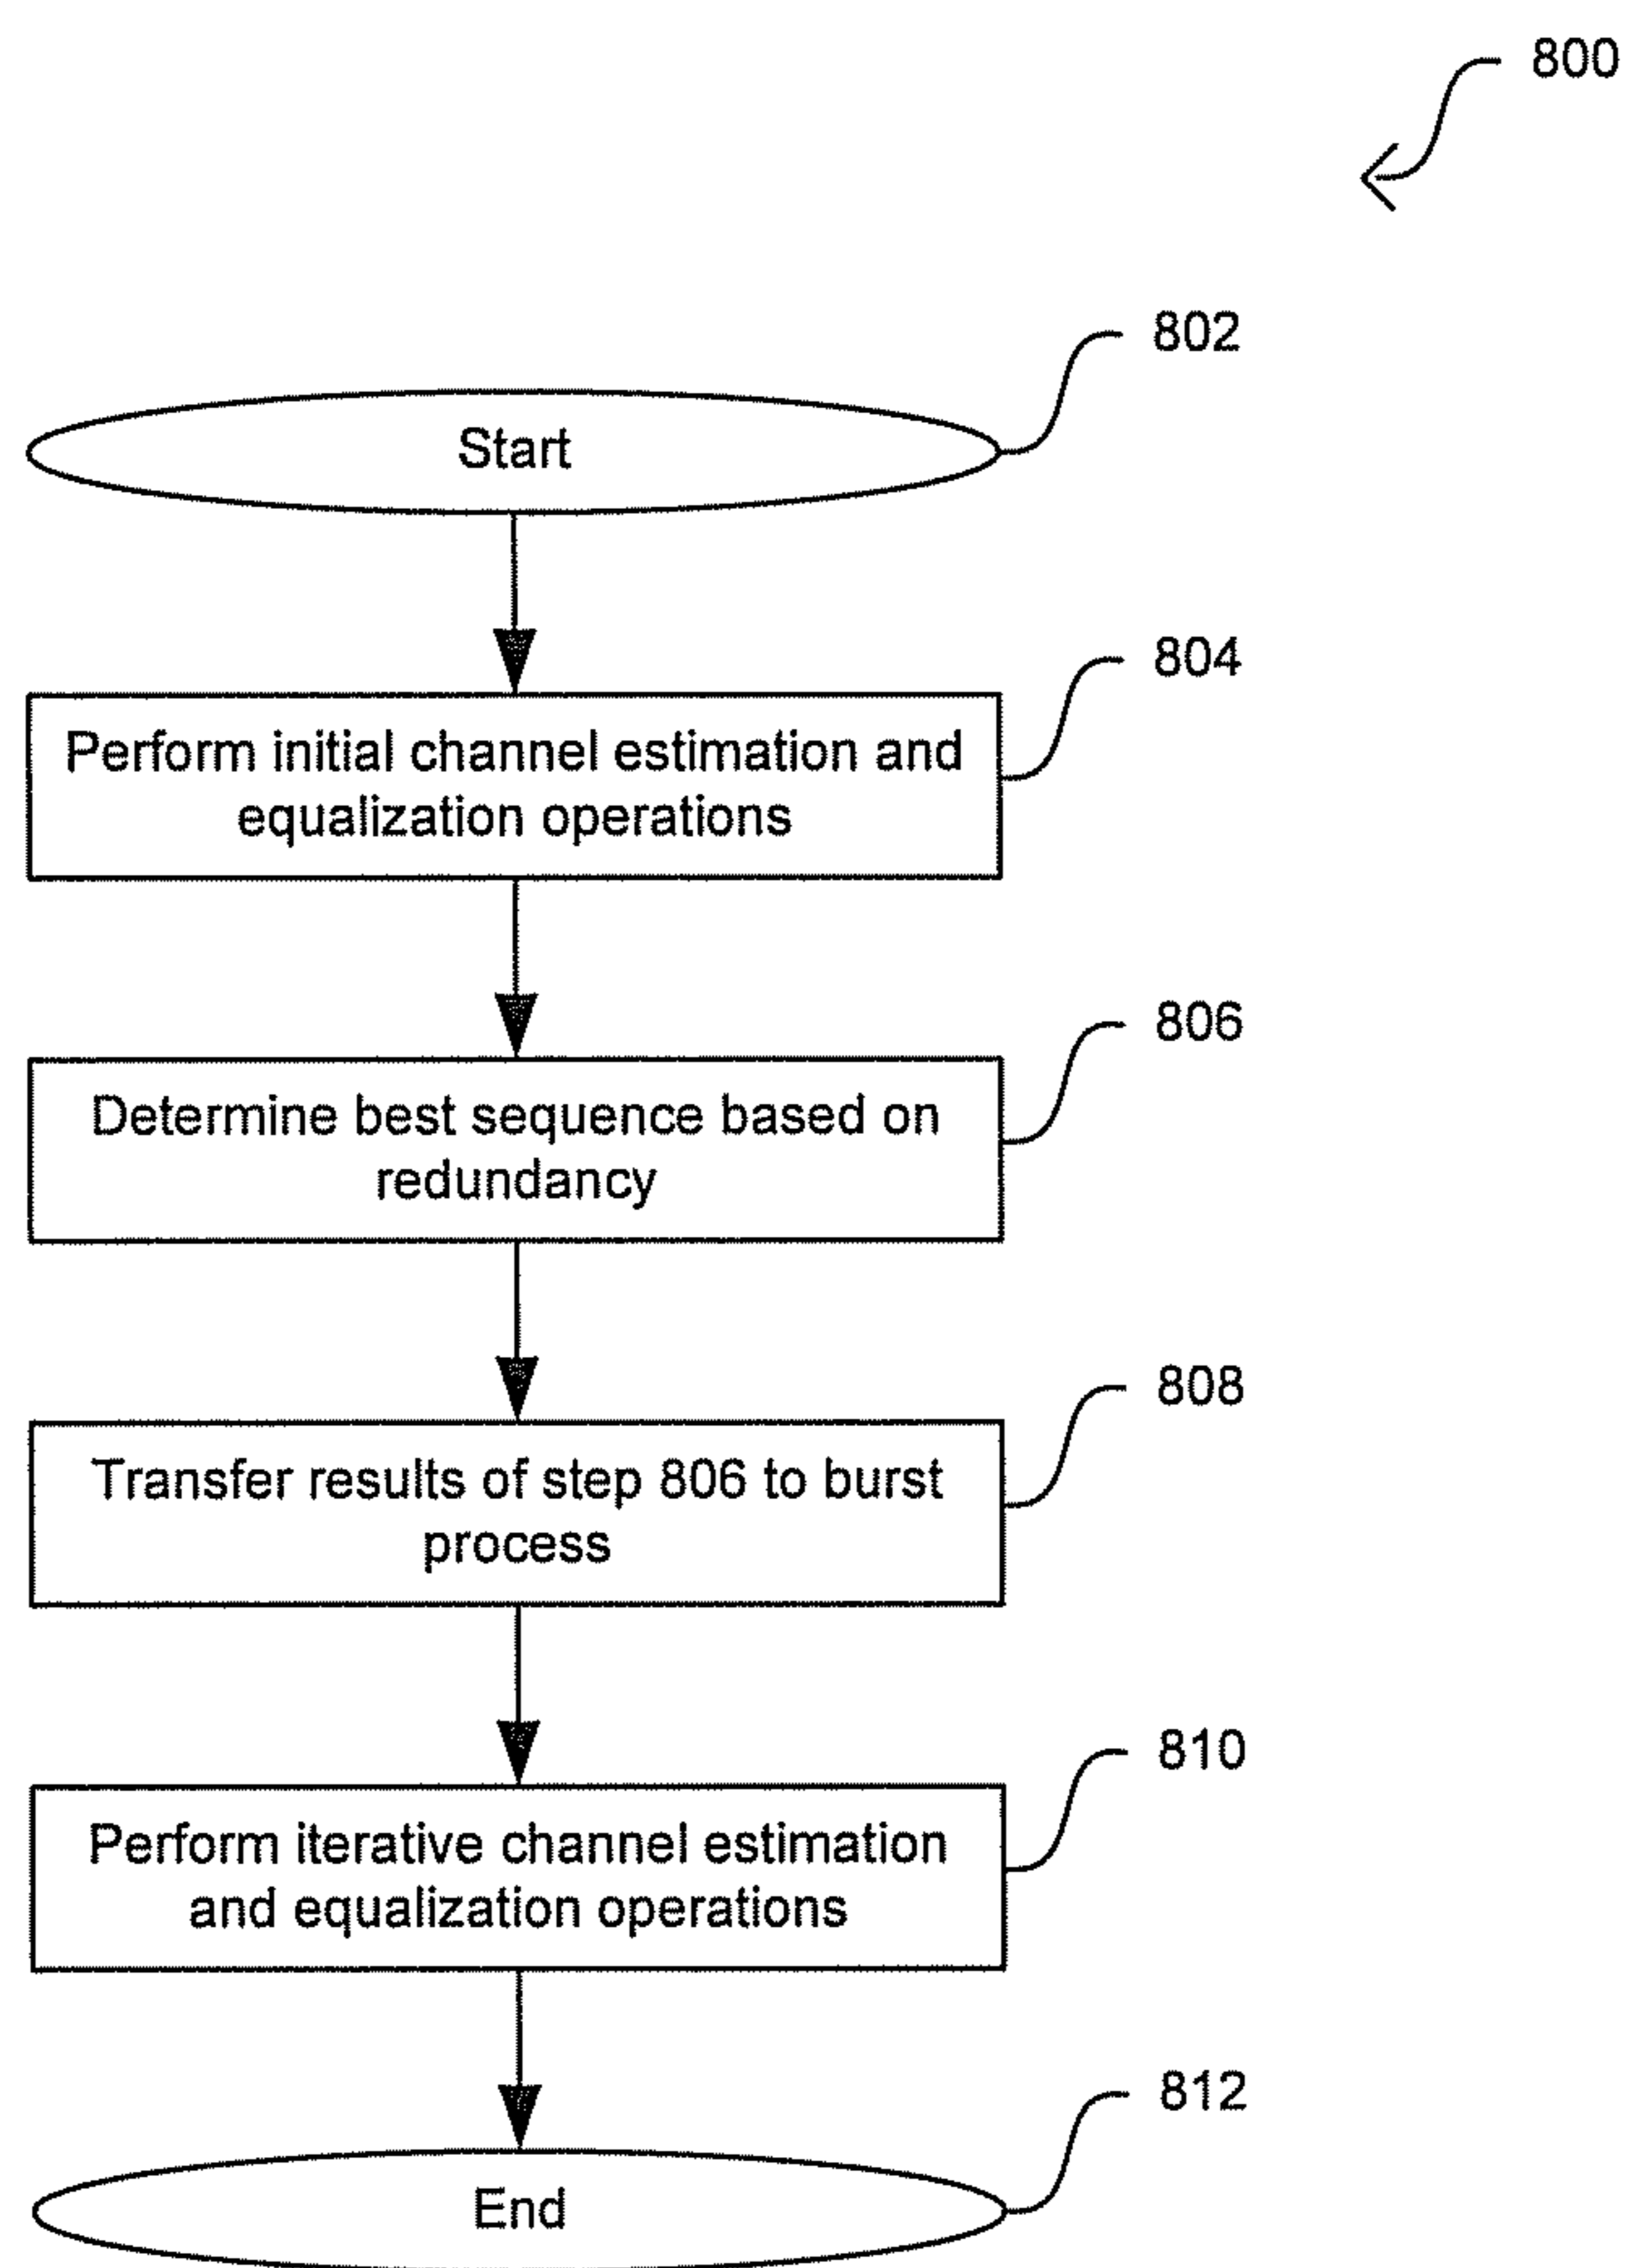 800
802
Start
804
Perform initial channel estimation and
equalization operations
806
Determine best sequence based on
redundancy
808
Transfer results of step 806 to burst
process
810
Perform iterative channel estimation
and equalization operations
812
End